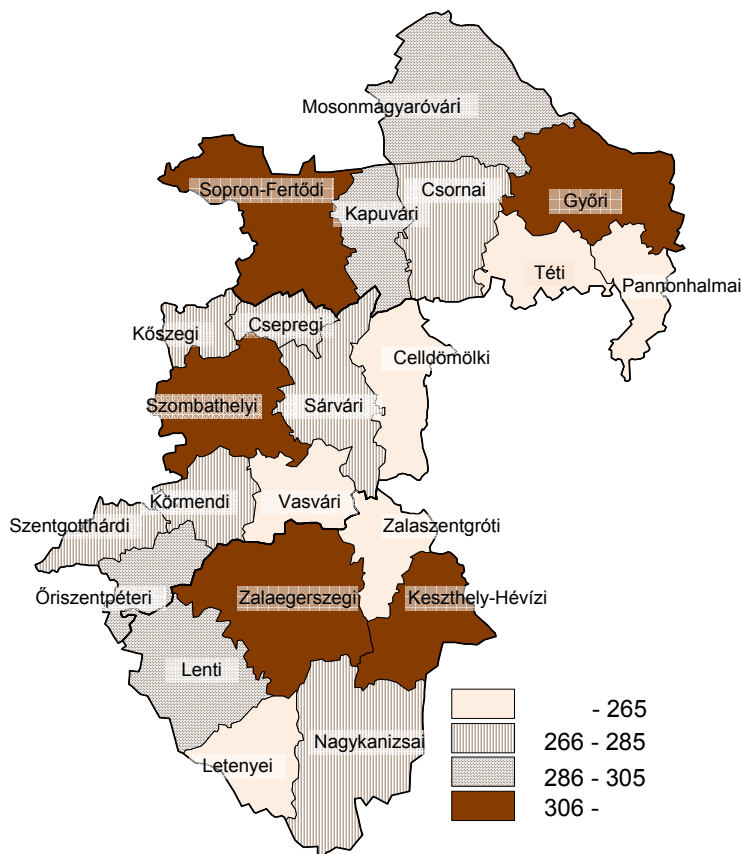 Mosonmagyaróvári
Sopron-Fertődi
Kapuvári
Csornai
Győri
Téti
Pannonhalmai
Kőszegi
Csepregi
Celldömölki
Szombathelyi
Sárvári
Körmendi
Vasvári
Szentgotthárdi
Zalaszentgróti
Őriszentpéteri
Zalaegerszegi
Keszthely-Hévízi
Lenti
Letenyei
Nagykanizsai
- 265
266 - 285
286 - 305
306 -